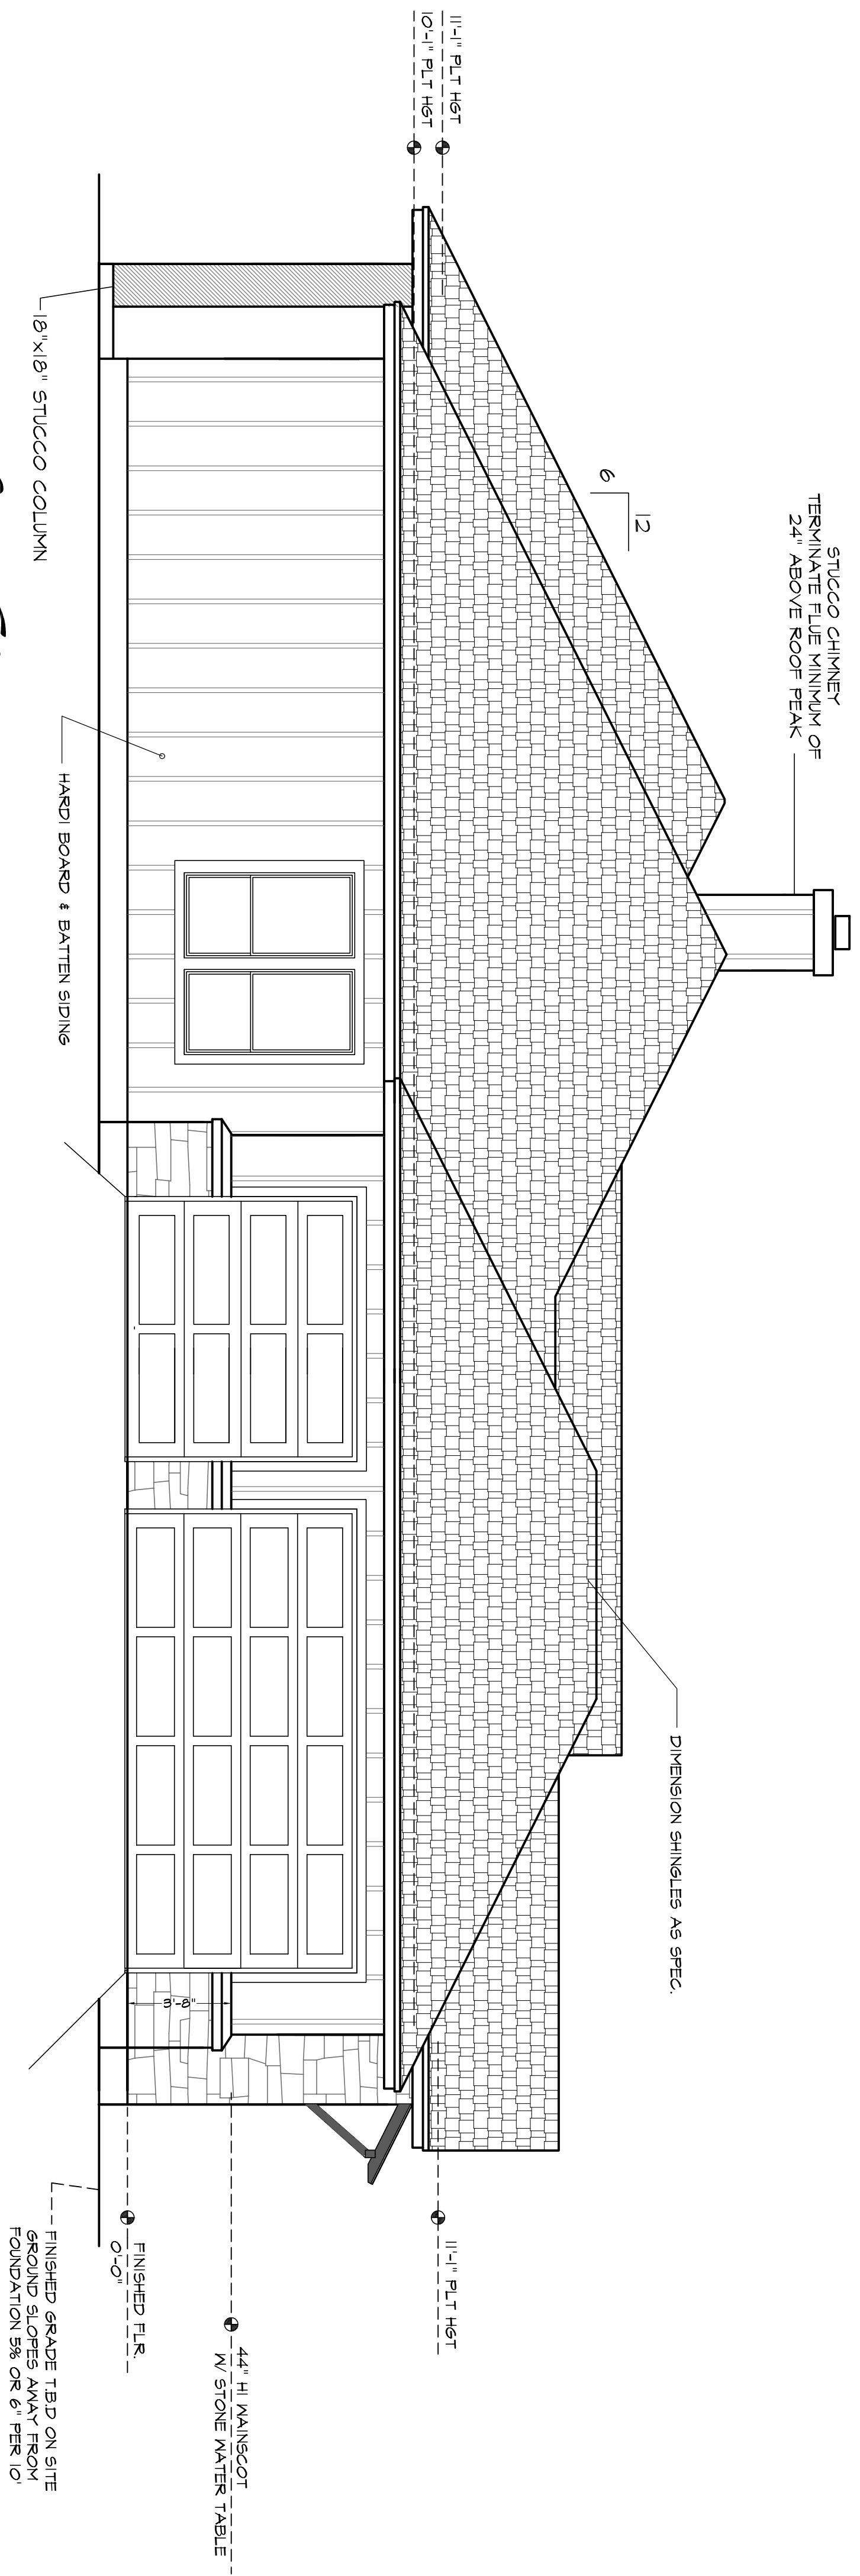 STUCCO CHIMNEY
TERMINATE FLUE MINIMUM OF
24" ABOVE ROOF PEAK
12
6
DIMENSION SHINGLES AS SPEC.
11'-1" PLT HGT
10'-1" PLT HGT
11'-1" PLT HGT
44" HI WAINSCOT
W/ STONE WATER TABLE
3'-8"
FINISHED FLR.
0'-0"
18"x18" STUCCO COLUMN
HARDI BOARD & BATTEN SIDING
FINISHED GRADE T.B.D ON SITE
GROUND SLOPES AWAY FROM
FOUNDATION 5% OR 6" PER 10'